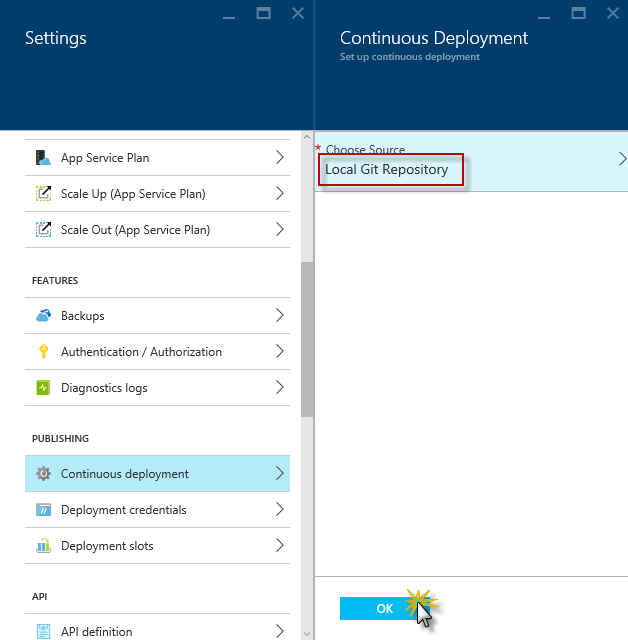 Settings
App Service Plan
Scale Up (App Service Plan)
Scale Out (App Service Plan)
FEATURES
Backups
Authentication / Authorization
Diagnostics logs
PUBLISHING
Continuous deployment
Deployment credentials
Deployment slots
API
API definition
Continuous Deployment
Set up continuous deployment
* Choose Source
Local Git Repository
OK